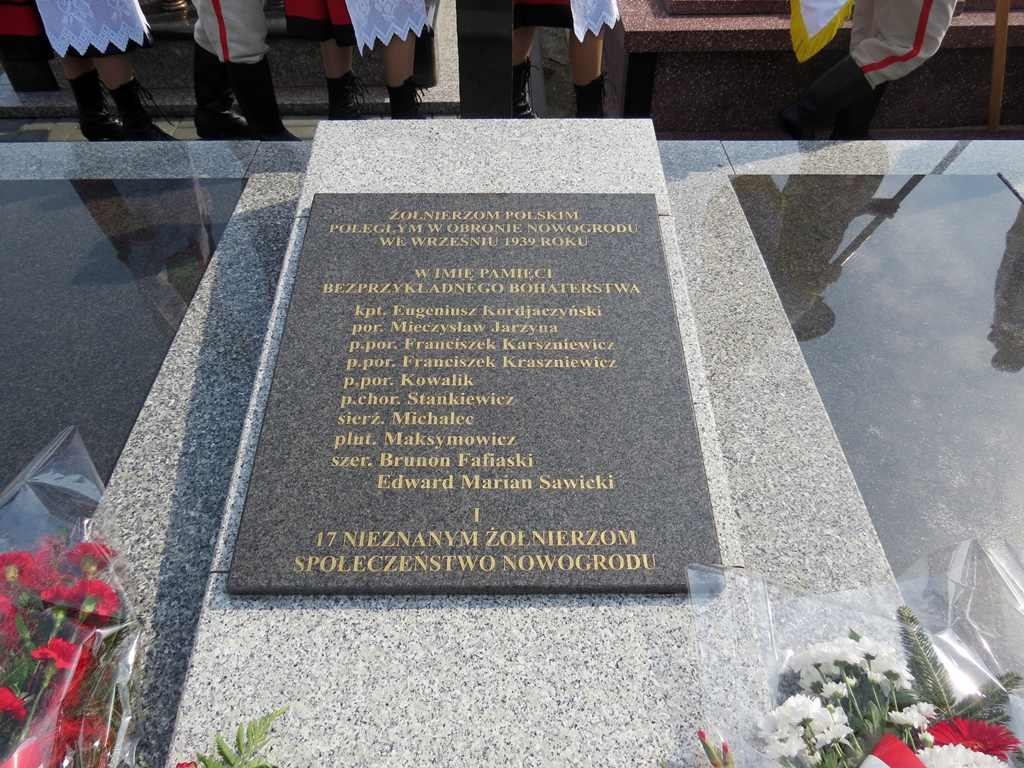 ŻOŁNIERZOM POLSKIM
POLEGŁYM W OBRONIE NOWOGRODU
WE WRZEŚNIU 1939 ROKU
W IMIĘ PAMIĘCI
BEZPRZYKŁADNEGO BOHATERSTWA
kpt. Eugeniusz Kordjaczyński
por. Mieczysław Jarzyna
p.por. Franciszek Karszniewicz
p.por. Franciszek Kraszniewicz
p.por. Kowalik
p.chor. Stankiewicz
sierż. Michalec
plut. Maksymowicz
szer. Brunon Fafiaski
Edward Marian Sawicki
I
17 NIEZNANYM ŻOŁNIERZOM
SPOŁECZEŃSTWO NOWOGRODU